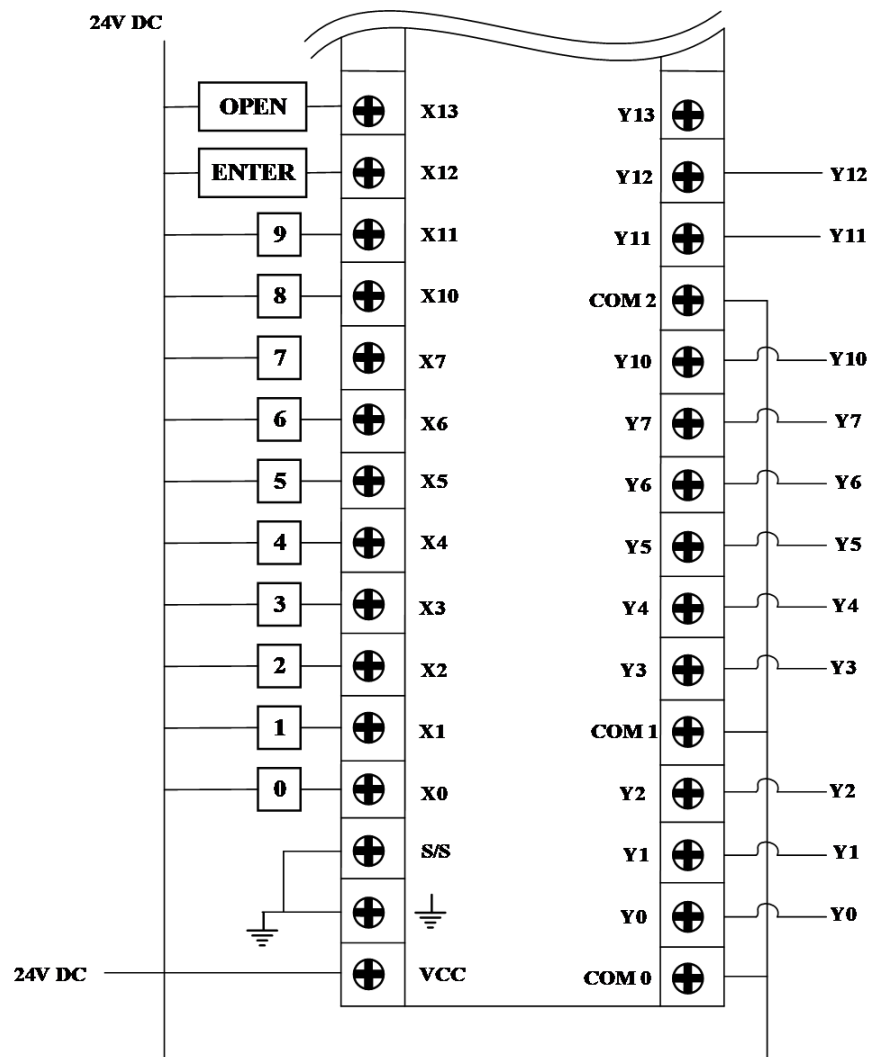 24V DC
OPEN X13 Y13
ENTER X12 Y12 Y12
9 X11 Y11 Y11
8 X10 COM 2
7 X7 Y10 Y10
6 X6 Y7 Y7
5 X5 Y6 Y6
4 X4 Y5 Y5
3 X3 Y4 Y4
2 X2 Y3 Y3
1 X1 COM 1
0 X0 Y2 Y2
S/S Y1 Y1
Y0 Y0
24V DC VCC COM 0